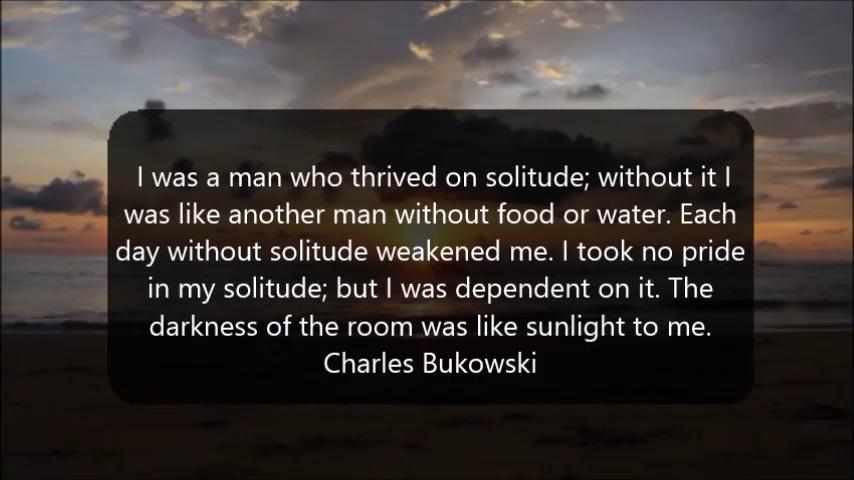 I was a man who thrived on solitude; without it I
was like another man without food or water. Each
day without solitude weakened me. I took no pride
in my solitude; but I was dependent on it. The
darkness of the room was like sunlight to me.
Charles Bukowski